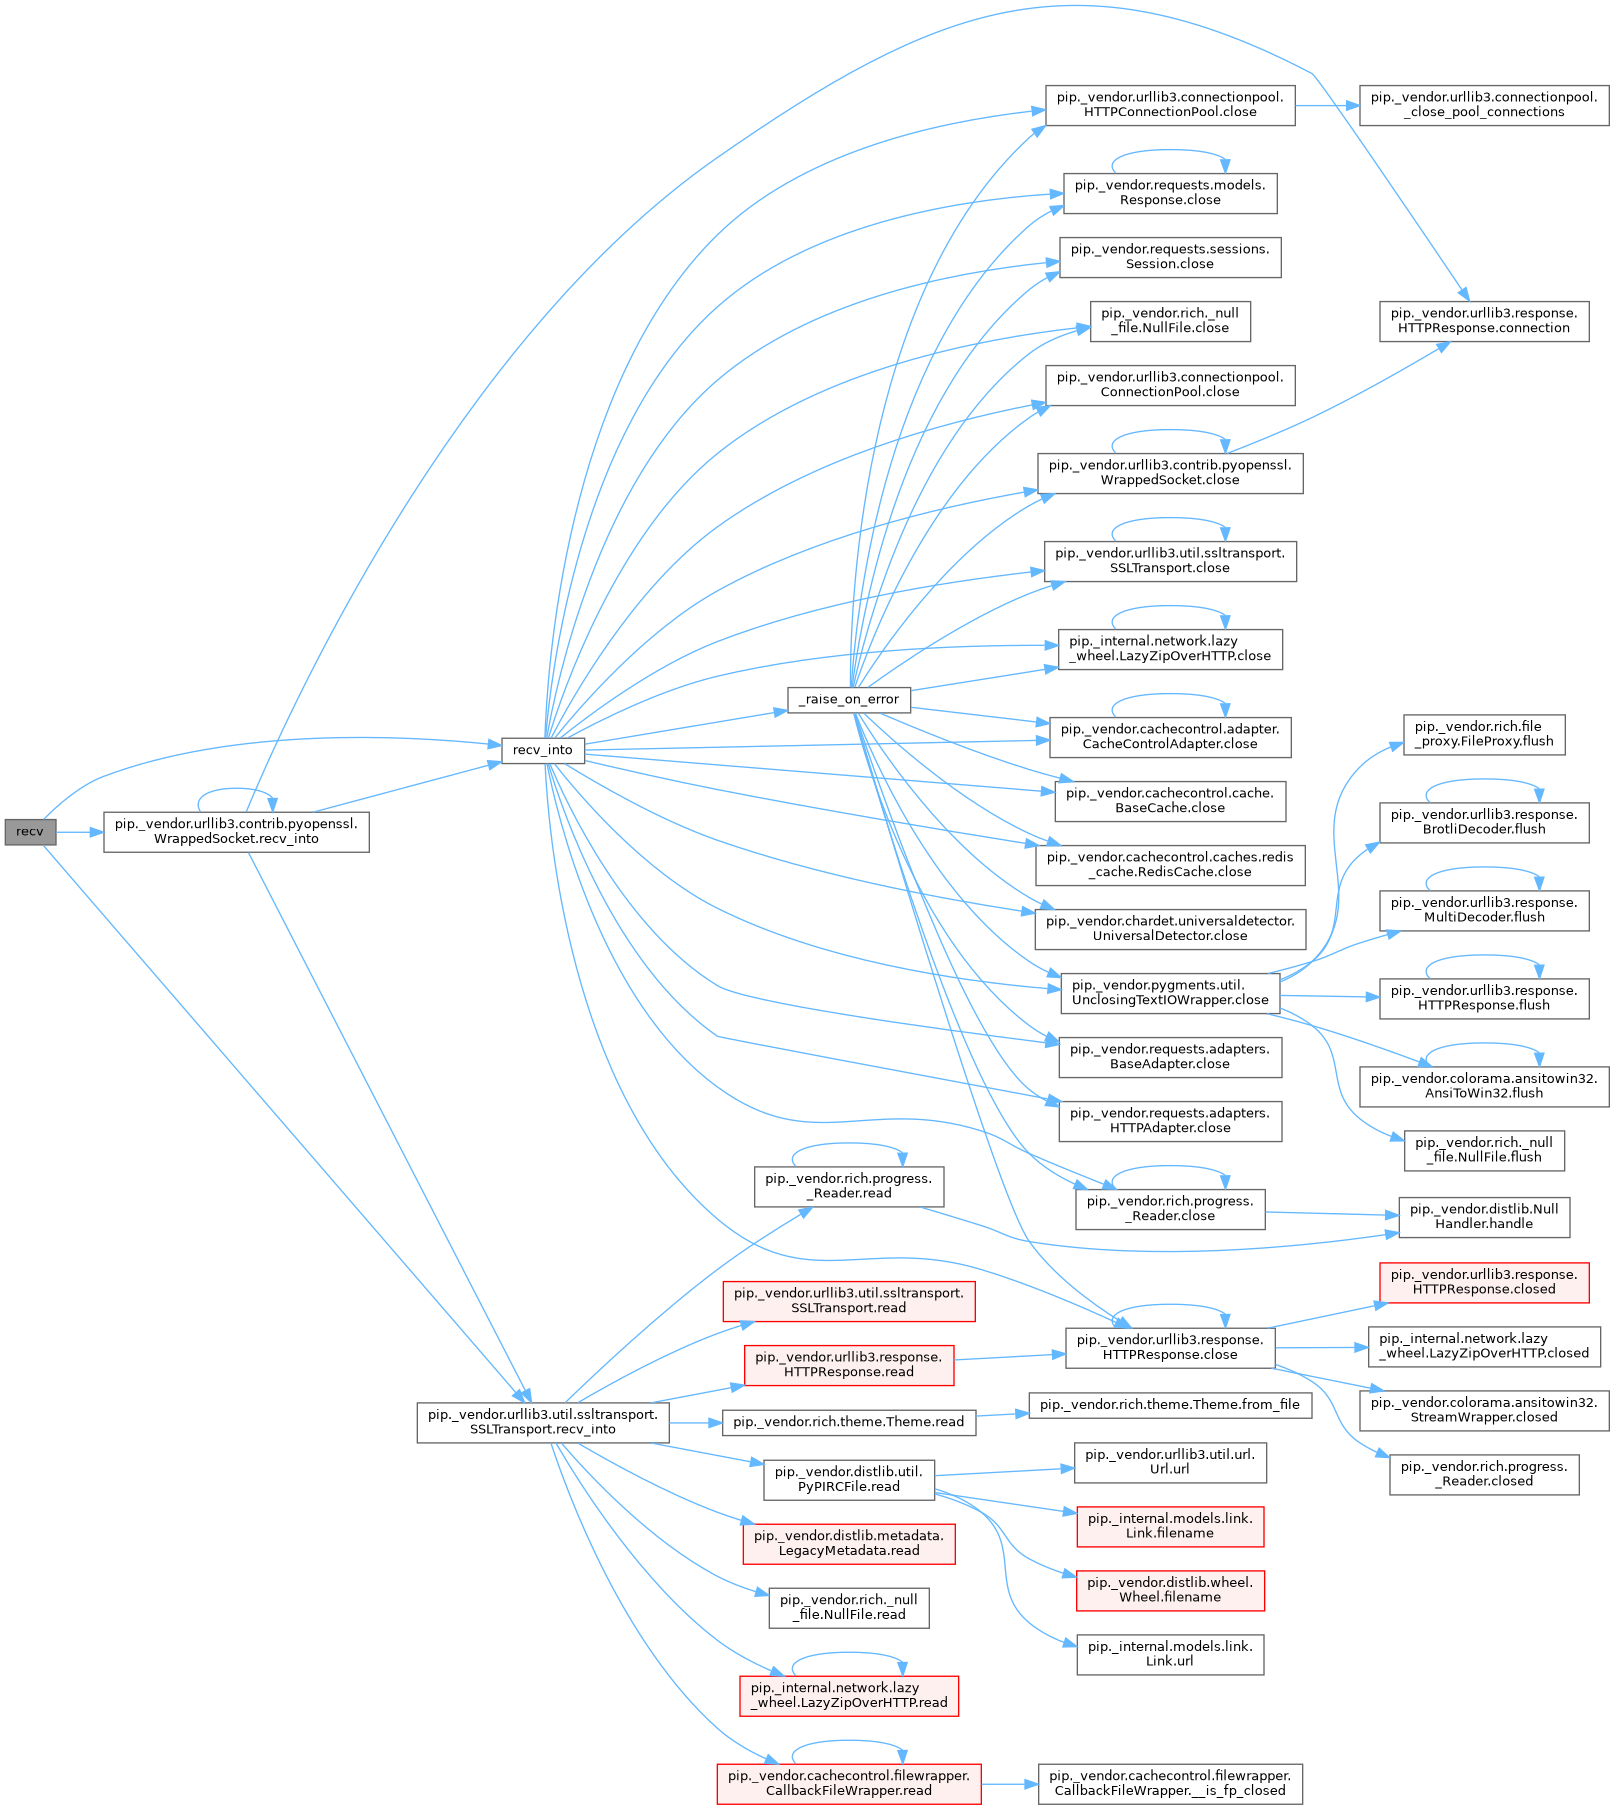 recv
pip._vendor.urllib3.contrib.pyopenssl.
WrappedSocket.recv_into
recv_into
pip._vendor.urllib3.util.ssltransport.
SSLTransport.recv_into
_raise_on_error
pip._vendor.rich.progress.
_Reader.read
pip._vendor.urllib3.util.ssltransport.
SSLTransport.read
pip._vendor.urllib3.response.
HTTPResponse.read
pip._vendor.rich.theme.Theme.read
pip._vendor.distlib.util.
PyPIRCFile.read
pip._vendor.distlib.metadata.
LegacyMetadata.read
pip._vendor.rich._null
_file.NullFile.read
pip._internal.network.lazy
_wheel.LazyZipOverHTTP.read
pip._vendor.cachecontrol.filewrapper.
CallbackFileWrapper.read
pip._vendor.urllib3.connectionpool.
HTTPConnectionPool.close
pip._vendor.requests.models.
Response.close
pip._vendor.requests.sessions.
Session.close
pip._vendor.rich._null
_file.NullFile.close
pip._vendor.urllib3.connectionpool.
ConnectionPool.close
pip._vendor.urllib3.contrib.pyopenssl.
WrappedSocket.close
pip._vendor.urllib3.util.ssltransport.
SSLTransport.close
pip._internal.network.lazy
_wheel.LazyZipOverHTTP.close
pip._vendor.cachecontrol.adapter.
CacheControlAdapter.close
pip._vendor.cachecontrol.cache.
BaseCache.close
pip._vendor.cachecontrol.caches.redis
_cache.RedisCache.close
pip._vendor.chardet.universaldetector.
UniversalDetector.close
pip._vendor.pygments.util.
UnclosingTextIOWrapper.close
pip._vendor.requests.adapters.
BaseAdapter.close
pip._vendor.requests.adapters.
HTTPAdapter.close
pip._vendor.rich.progress.
_Reader.close
pip._vendor.urllib3.response.
HTTPResponse.close
pip._vendor.rich.theme.Theme.from_file
pip._vendor.urllib3.util.url.
Url.url
pip._internal.models.link.
Link.filename
pip._vendor.distlib.wheel.
Wheel.filename
pip._internal.models.link.
Link.url
pip._vendor.cachecontrol.filewrapper.
CallbackFileWrapper.__is_fp_closed
pip._vendor.urllib3.connectionpool.
_close_pool_connections
pip._vendor.urllib3.response.
HTTPResponse.connection
pip._vendor.rich.file
_proxy.FileProxy.flush
pip._vendor.urllib3.response.
BrotliDecoder.flush
pip._vendor.urllib3.response.
MultiDecoder.flush
pip._vendor.urllib3.response.
HTTPResponse.flush
pip._vendor.colorama.ansitowin32.
AnsiToWin32.flush
pip._vendor.rich._null
_file.NullFile.flush
pip._vendor.distlib.Null
Handler.handle
pip._vendor.urllib3.response.
HTTPResponse.closed
pip._internal.network.lazy
_wheel.LazyZipOverHTTP.closed
pip._vendor.colorama.ansitowin32.
StreamWrapper.closed
pip._vendor.rich.progress.
_Reader.closed